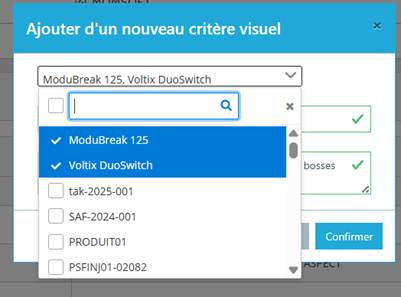 Ajouter d'un nouveau critère visuel
ModuBreak 125, Voltix DuoSwitch
ModuBreak 125
Voltix DuoSwitch
bosses
tak-2025-001
SAF-2024-001
PRODUIT01
Confirmer
PSFINJ01-02082
ASPECT